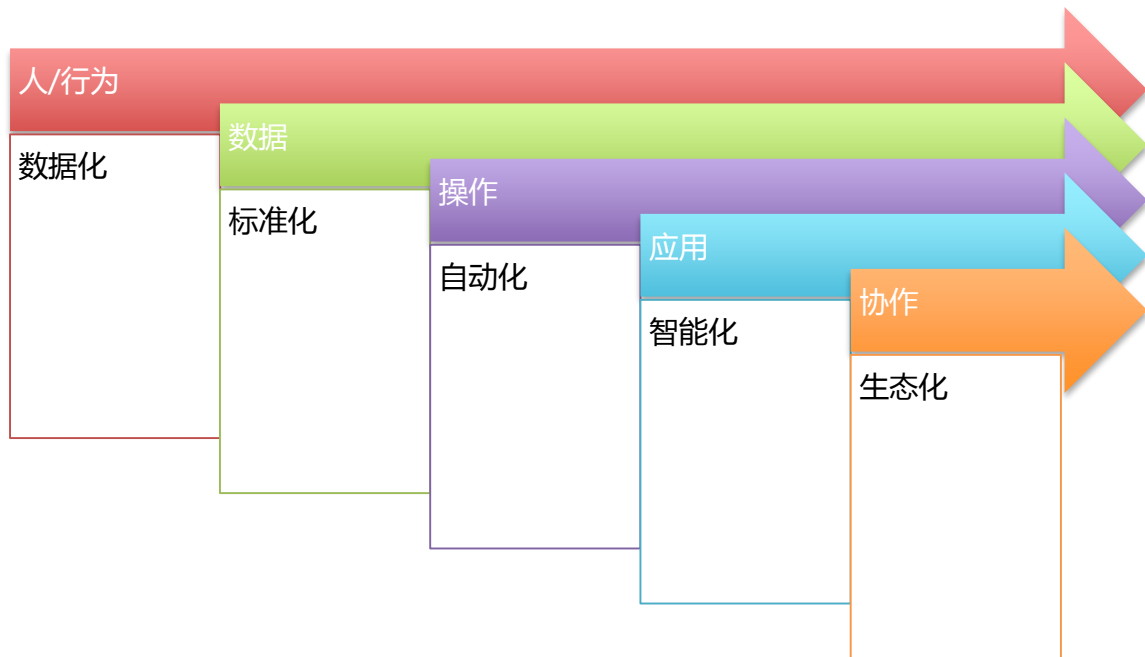 人/行为
数据化
数据
标准化
操作
自动化
应用
智能化
协作
生态化